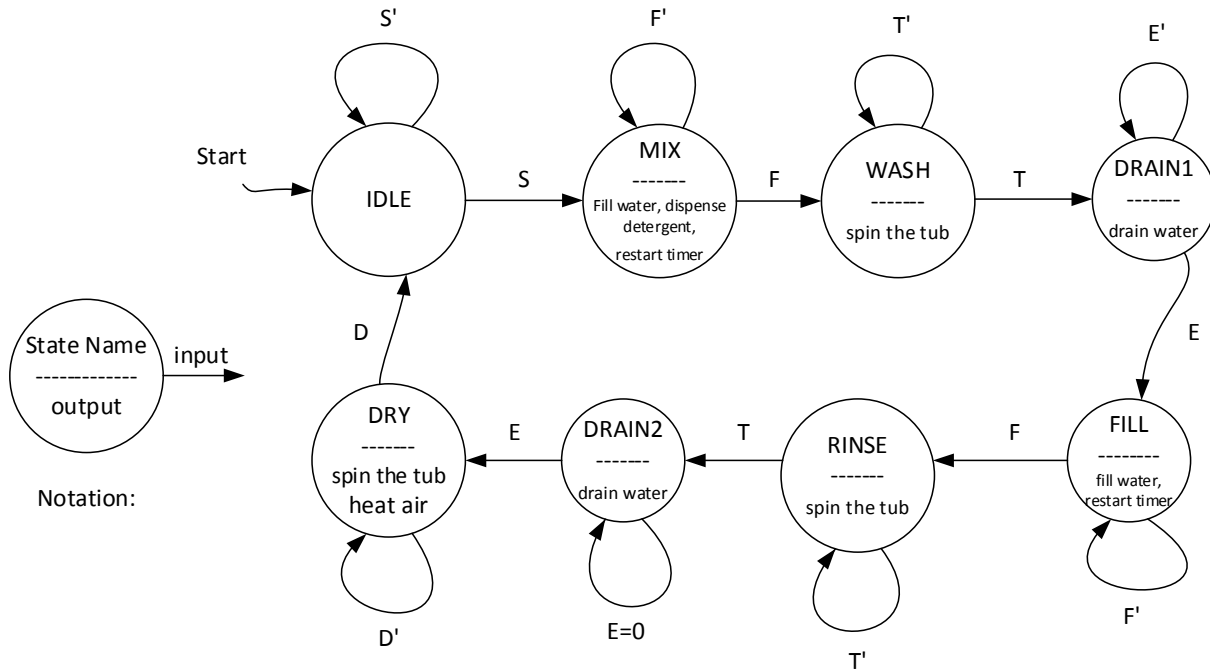 S'
F'
T'
E'
Start
IDLE
S
MIX
-------
Fill water, dispense
detergent,
restart timer
F
WASH
-------
spin the tub
T
DRAIN1
-------
drain water
D
E
State Name
-------------
output
input
Notation:
DRY
-------
spin the tub
heat air
E
DRAIN2
-------
drain water
T
RINSE
-------
spin the tub
F
FILL
--------
fill water,
restart timer
D'
E=0
T'
F'